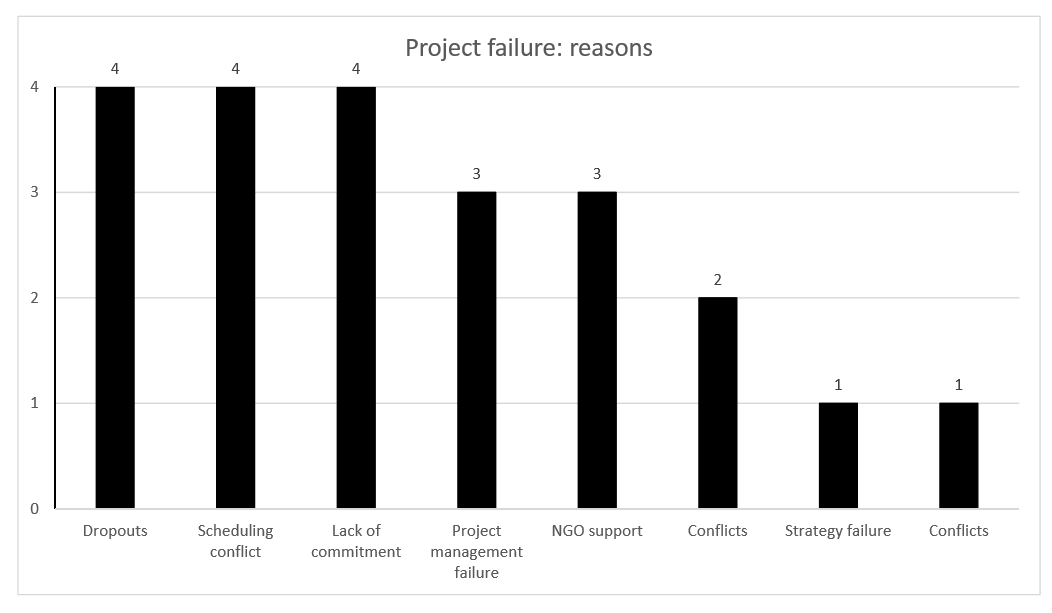 Project failure: reasons
4 4 4 3 3 2 1 1
4
3
2
1
0
Dropouts
Scheduling
conflict
Lack of
commitment
Project
management
failure
NGO support
Conflicts
Strategy failure
Conflicts